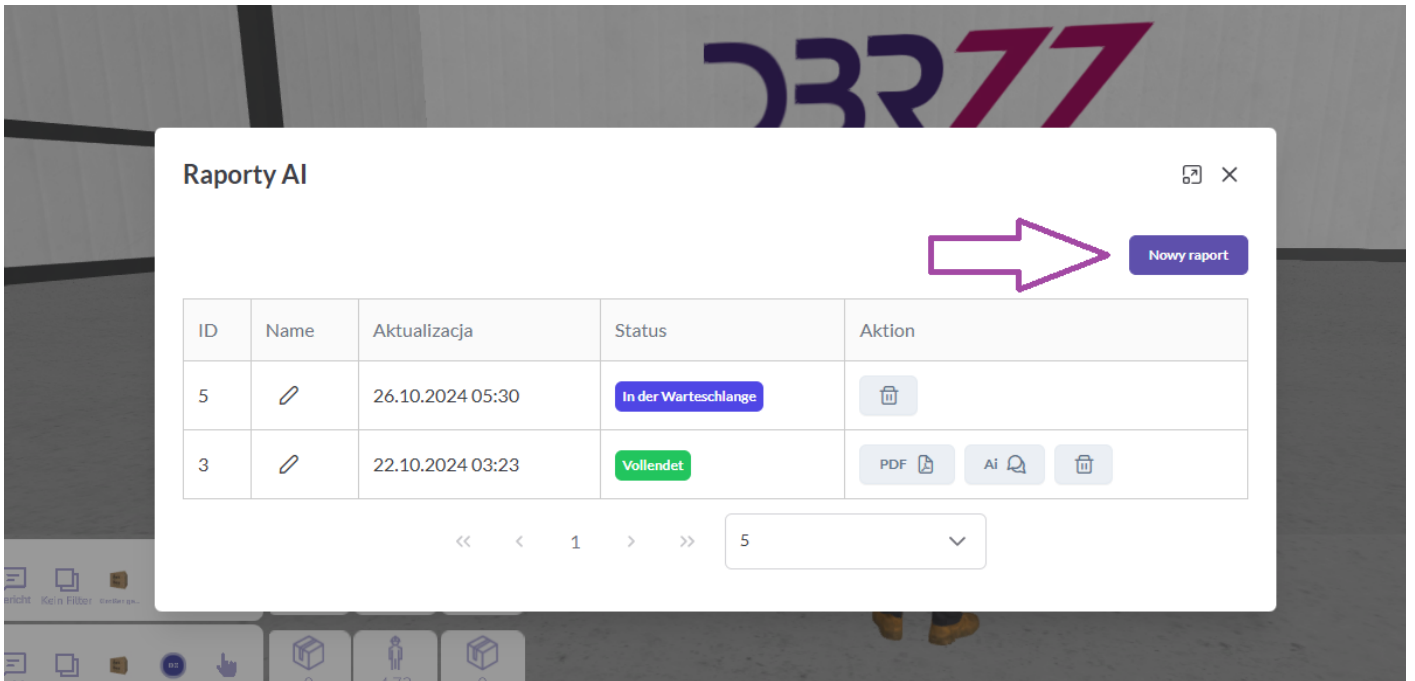 DBR77
Raporty AI
Nowy raport
ID Name Aktualizacja Status Aktion
5 26.10.2024 05:30 In der Warteschlange
3 22.10.2024 03:23 Vollendet PDF Ai
1 5
Kein Filter